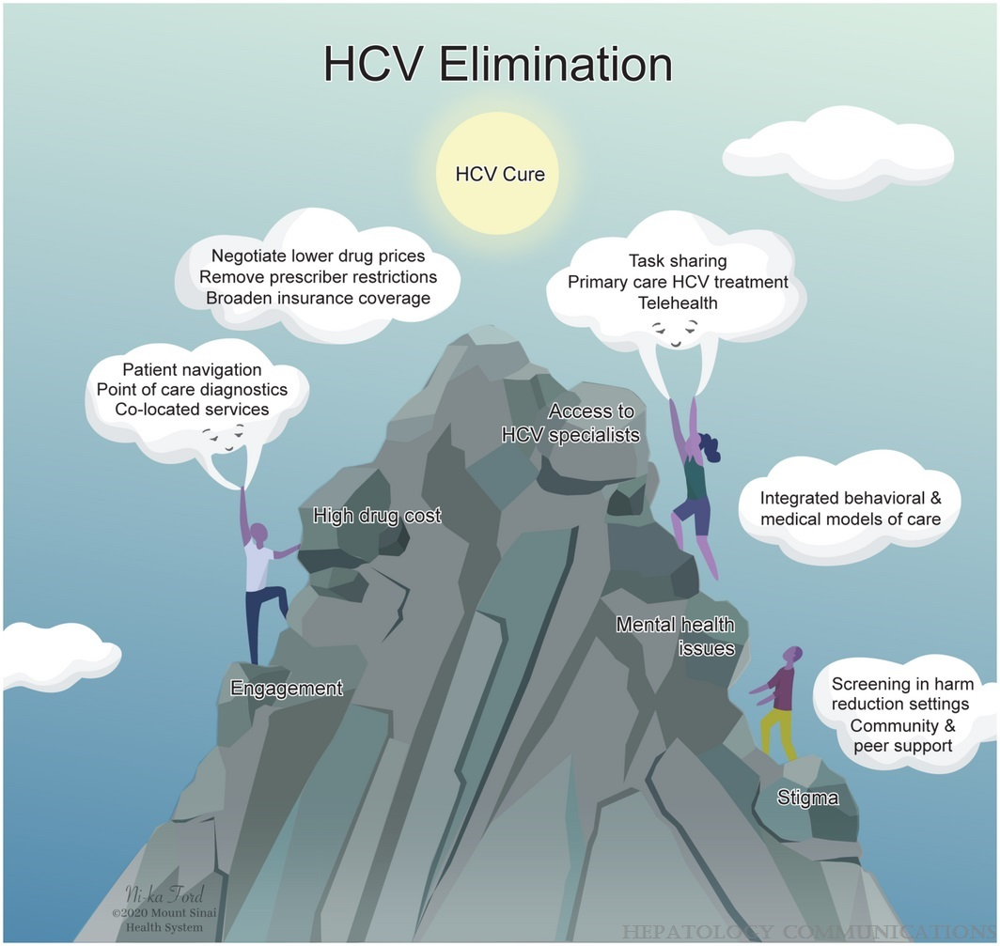 HCV Elimination
HCV Cure
Negotiate lower drug prices
Remove prescriber restrictions
Broaden insurance coverage
Task sharing
Primary care HCV treatment
Telehealth
Patient navigation
Point of care diagnostics
Co-located services
Access to
HCV specialists
High drug cost
Integrated behavioral &
medical models of care
Mental health
issues
Engagement
Screening in harm
reduction settings
Community &
peer support
Stigma
Ni-ka Ford
©2020 Mount Sinai
Health System
HEPATOLOGY COMMUNICATIONS